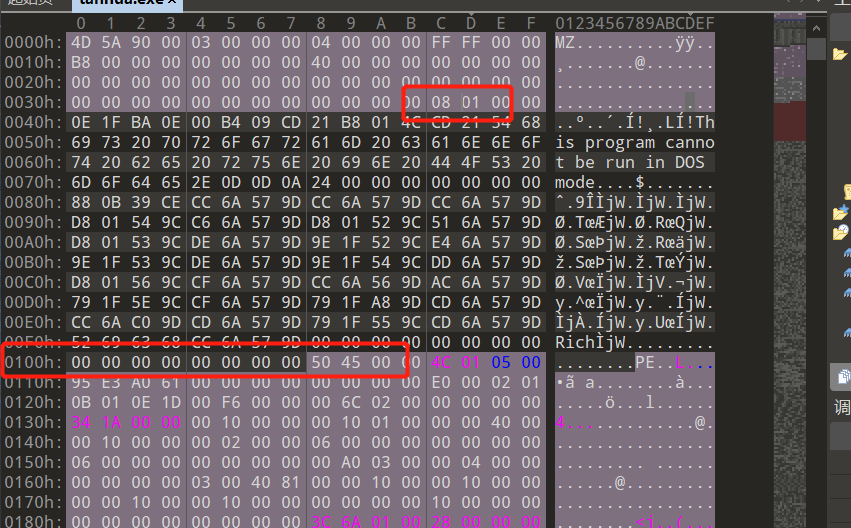 起始页 .exe ×
0 1 2 3 4 5 6 7 8 9 A B C D E F 0123456789ABCDEF
0000h: 4D 5A 90 00 03 00 00 00 04 00 00 00 FF FF 00 00 MZ..........ÿÿ..
0010h: B8 00 00 00 00 00 00 00 40 00 00 00 00 00 00 00 ¸.......@.......
0020h: 00 00 00 00 00 00 00 00 00 00 00 00 00 00 00 00 ................
0030h: 00 00 00 00 00 00 00 00 00 00 00 00 08 01 00 00 ................
0040h: 0E 1F BA 0E 00 B4 09 CD 21 B8 01 4C CD 21 54 68 ..º..´.Í!¸.LÍ!Th
0050h: 69 73 20 70 72 6F 67 72 61 6D 20 63 61 6E 6E 6F is program canno
0060h: 74 20 62 65 20 72 75 6E 20 69 6E 20 44 4F 53 20 t be run in DOS
0070h: 6D 6F 64 65 2E 0D 0D 0A 24 00 00 00 00 00 00 00 mode....$.......
0080h: 88 0B 39 CE CC 6A 57 9D CC 6A 57 9D CC 6A 57 9D ˆ.9ÎÌjW.ÌjW.ÌjW.
0090h: D8 01 54 9C C6 6A 57 9D D8 01 52 9C 51 6A 57 9D Ø.TœÆjW.Ø.RœQjW.
00A0h: D8 01 53 9C DE 6A 57 9D 9E 1F 52 9C E4 6A 57 9D Ø.SœÞjW.ž.RœäjW.
00B0h: 9E 1F 53 9C DE 6A 57 9D 9E 1F 54 9C DD 6A 57 9D ž.SœÞjW.ž.TœÝjW.
00C0h: D8 01 56 9C CF 6A 57 9D CC 6A 56 9D AC 6A 57 9D Ø.VœÏjW.ÌjV.¬jW.
00D0h: 79 1F 5E 9C CF 6A 57 9D 79 1F A8 9D CD 6A 57 9D y.^œÏjW.y.¨.ÍjW.
00E0h: CC 6A C0 9D CD 6A 57 9D 79 1F 55 9C CD 6A 57 9D ÌjÀ.ÍjW.y.UœÍjW.
00F0h: 52 69 63 68 CC 6A 57 9D 00 00 00 00 00 00 00 00 RichÌjW.........
0100h: 00 00 00 00 00 00 00 00 50 45 00 00 4C 01 05 00 ........PE..L...
0110h: 95 E3 A0 61 00 00 00 00 00 00 00 00 E0 00 02 01 •ã a........à...
0120h: 0B 01 0E 1D 00 F6 00 00 00 6C 02 00 00 00 00 00 .....ö...l......
0130h: 34 1A 00 00 00 10 00 00 00 10 01 00 00 00 40 00 4.............@.
0140h: 00 10 00 00 00 02 00 00 06 00 00 00 00 00 00 00 ................
0150h: 06 00 00 00 00 00 00 00 00 A0 03 00 00 04 00 00 ......... ......
0160h: 00 00 00 00 03 00 40 81 00 00 10 00 00 10 00 00 ......@.........
0170h: 00 00 10 00 00 10 00 00 00 00 00 00 10 00 00 00 ................
0180h: 00 00 00 00 00 00 00 00 3C 6A 01 00 28 00 00 00 ........<j..(...
调